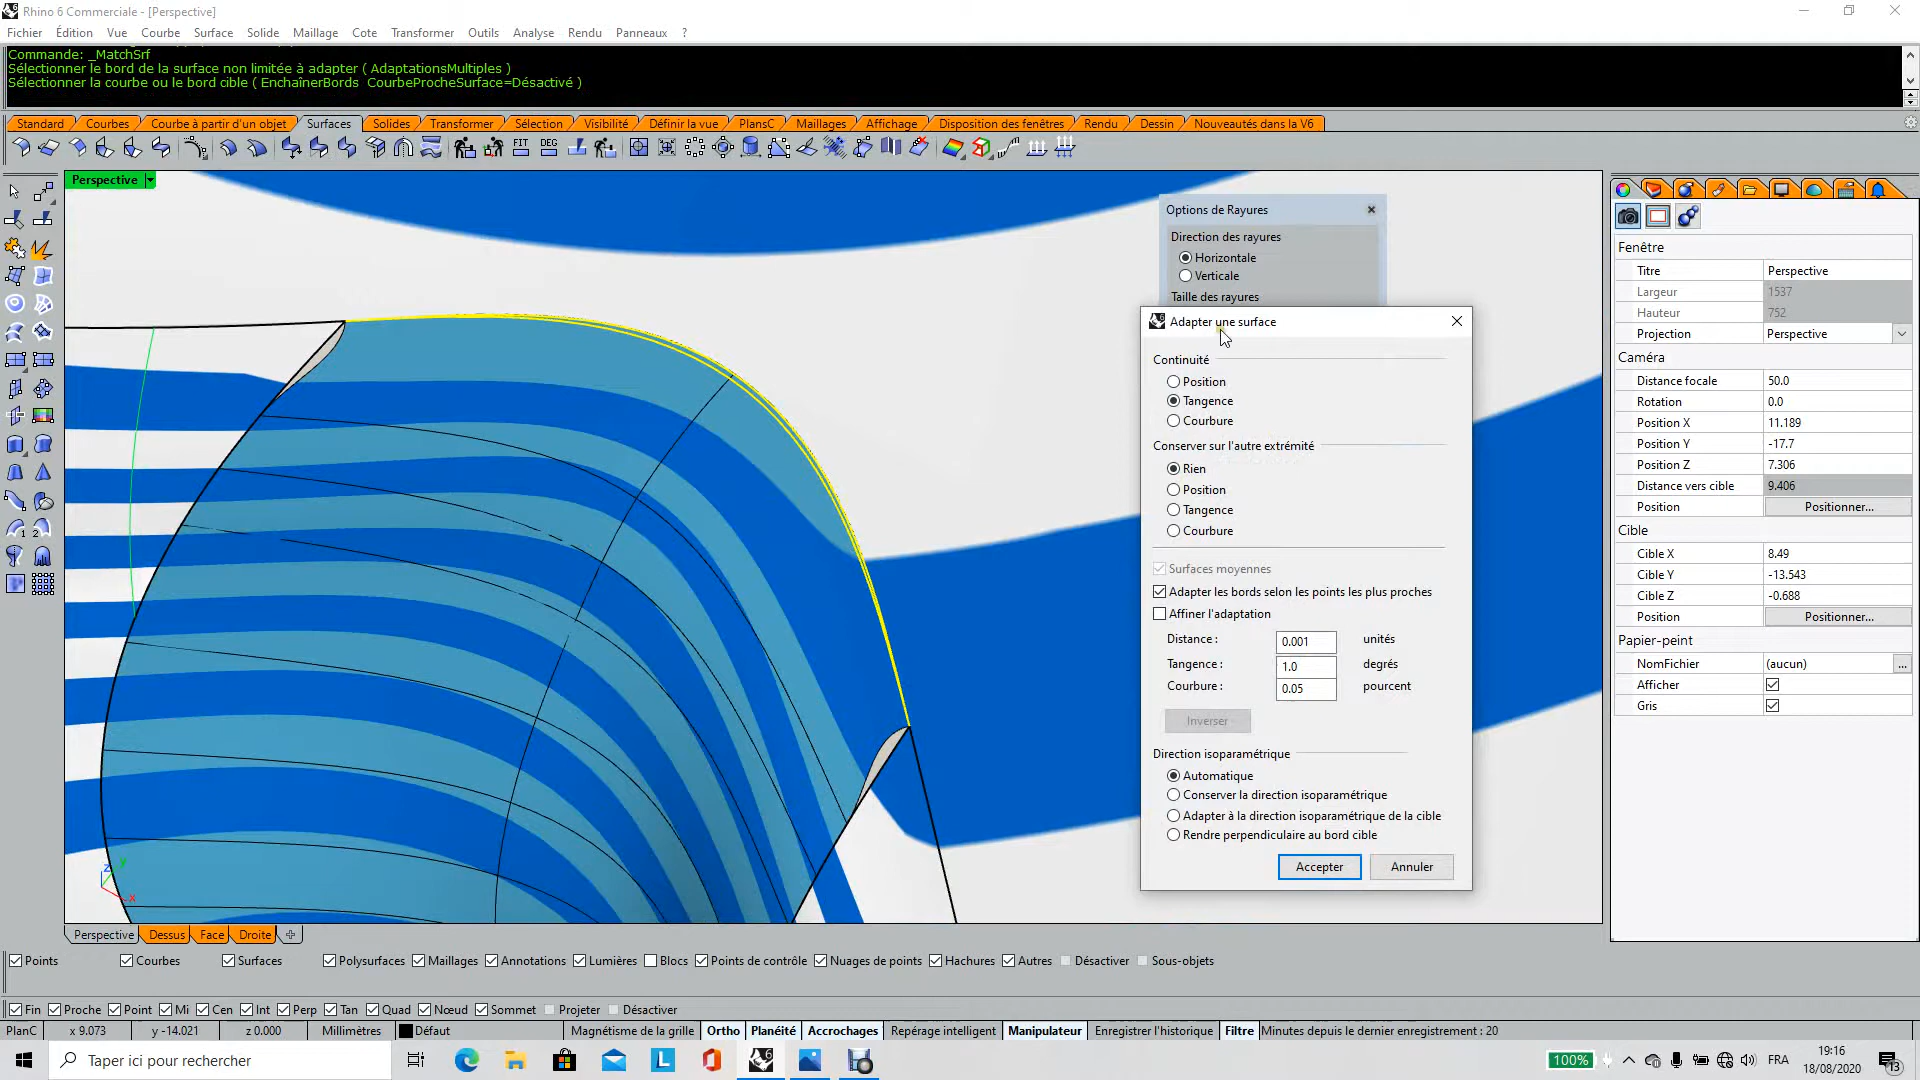 Rhino 6 Commerciale - [Perspective]
Fichier Édition Vue Courbe Surface Solide Maillage Cote Transformer Outils Analyse Rendu Panneaux ?
Commande: _MatchSrf
Sélectionner le bord de la surface non limitée à adapter ( AdaptationsMultiples )
Sélectionner la courbe ou le bord cible ( EnchaînerBords CourbeProcheSurface=Désactivé )
Standard Courbes Courbe à partir d'un objet Surfaces Solides Transformer Sélection Visibilité Définir la vue PlansC Maillages Affichage Disposition des fenêtres Rendu Dessin Nouveautés dans la V6
FIT DEG
Perspective
Options de Rayures
Direction des rayures
Horizontale
Verticale
Taille des rayures
Adapter une surface
Continuité
Position
Tangence
Courbure
Conserver sur l'autre extrémité
Rien
Position
Tangence
Courbure
Surfaces moyennes
Adapter les bords selon les points les plus proches
Affiner l'adaptation
Distance : 0.001 unités
Tangence : 1.0 degrés
Courbure : 0.05 pourcent
Inverser
Direction isoparamétrique
Automatique
Conserver la direction isoparamétrique
Adapter à la direction isoparamétrique de la cible
Rendre perpendiculaire au bord cible
Accepter Annuler
Fenêtre
Titre Perspective
Largeur 1537
Hauteur 752
Projection Perspective
Caméra
Distance focale 50.0
Rotation 0.0
Position X 11.189
Position Y -17.7
Position Z 7.306
Distance vers cible 9.406
Position Positionner...
Cible
Cible X 8.49
Cible Y -13.543
Cible Z -0.688
Position Positionner...
Papier-peint
NomFichier (aucun) ...
Afficher
Gris
z y
x
Perspective Dessus Face Droite
Points Courbes Surfaces Polysurfaces Maillages Annotations Lumières Blocs Points de contrôle Nuages de points Hachures Autres Désactiver Sous-objets
Fin Proche Point Mi Cen Int Perp Tan Quad Nœud Sommet Projeter Désactiver
PlanC x 9.073 y -14.021 z 0.000 Millimètres Défaut Magnétisme de la grille Ortho Planéité Accrochages Repérage intelligent Manipulateur Enregistrer l'historique Filtre Minutes depuis le dernier enregistrement : 20
Taper ici pour rechercher
100% FRA
19:16
18/08/2020
13